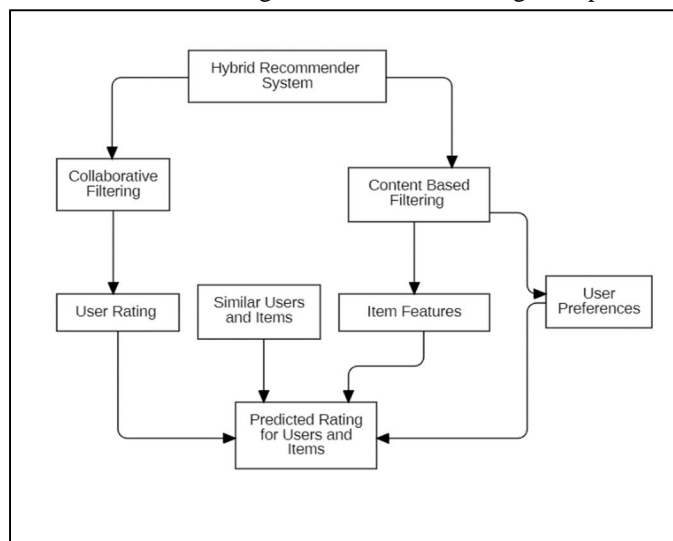 Hybrid Recommender
System
Collaborative
Filtering
Content Based
Filtering
User Rating
Similar Users
and Items
Item Features
User
Preferences
Predicted Rating
for Users and
Items